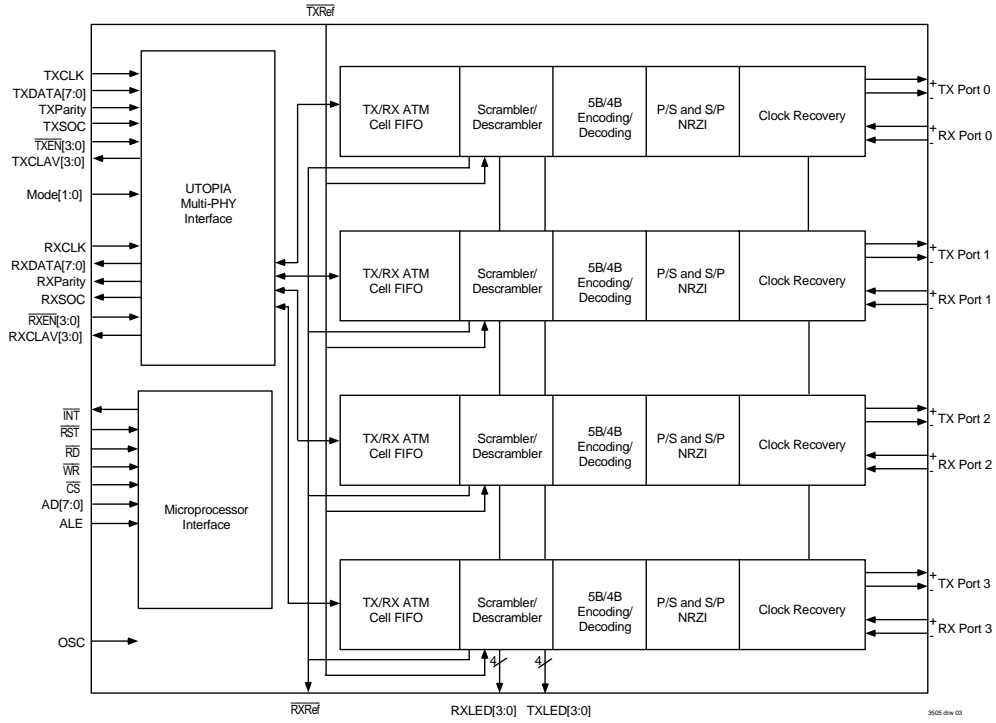 TXRef
TXCLK
TXDATA[7:0]
TXParity
TXSOC
TXEN[3:0]
TXCLAV[3:0]
Mode[1:0]
RXCLK
RXDATA[7:0]
RXParity
RXSOC
RXEN[3:0]
RXCLAV[3:0]
UTOPIA
Multi-PHY
Interface
INT
RST
RD
WR
CS
AD[7:0]
ALE
Microprocessor
Interface
OSC
TX/RX ATM
Cell FIFO
Scrambler/
Descrambler
5B/4B
Encoding/
Decoding
P/S and S/P
NRZI
Clock Recovery
+
-
TX Port 0
+
-
RX Port 0
TX/RX ATM
Cell FIFO
Scrambler/
Descrambler
5B/4B
Encoding/
Decoding
P/S and S/P
NRZI
Clock Recovery
+
-
TX Port 1
+
-
RX Port 1
TX/RX ATM
Cell FIFO
Scrambler/
Descrambler
5B/4B
Encoding/
Decoding
P/S and S/P
NRZI
Clock Recovery
+
-
TX Port 2
+
-
RX Port 2
TX/RX ATM
Cell FIFO
Scrambler/
Descrambler
5B/4B
Encoding/
Decoding
P/S and S/P
NRZI
Clock Recovery
+
-
TX Port 3
+
-
RX Port 3
4
4
RXRef
RXLED[3:0]
TXLED[3:0]
3505 drw 03